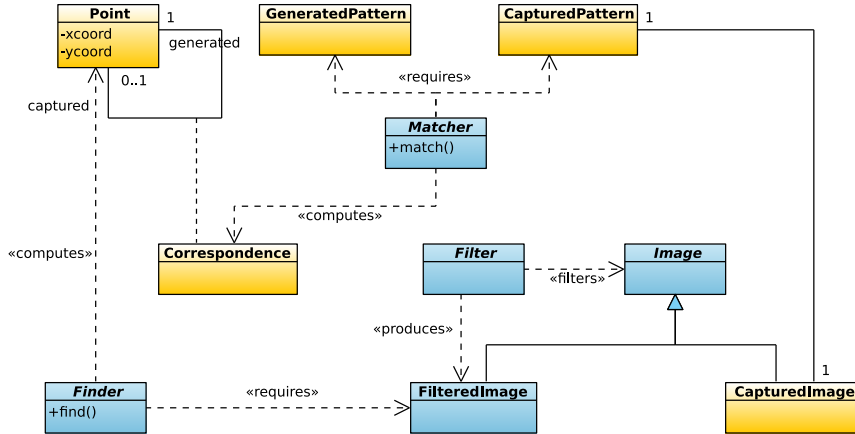 Point
1
GeneratedPattern
CapturedPattern
1
-xcoord
-ycoord
generated
0..1
«requires»
captured
Matcher
+match()
«computes»
«computes»
Correspondence
Filter
Image
«filters»
«produces»
1
Finder
+find()
«requires»
FilteredImage
CapturedImage